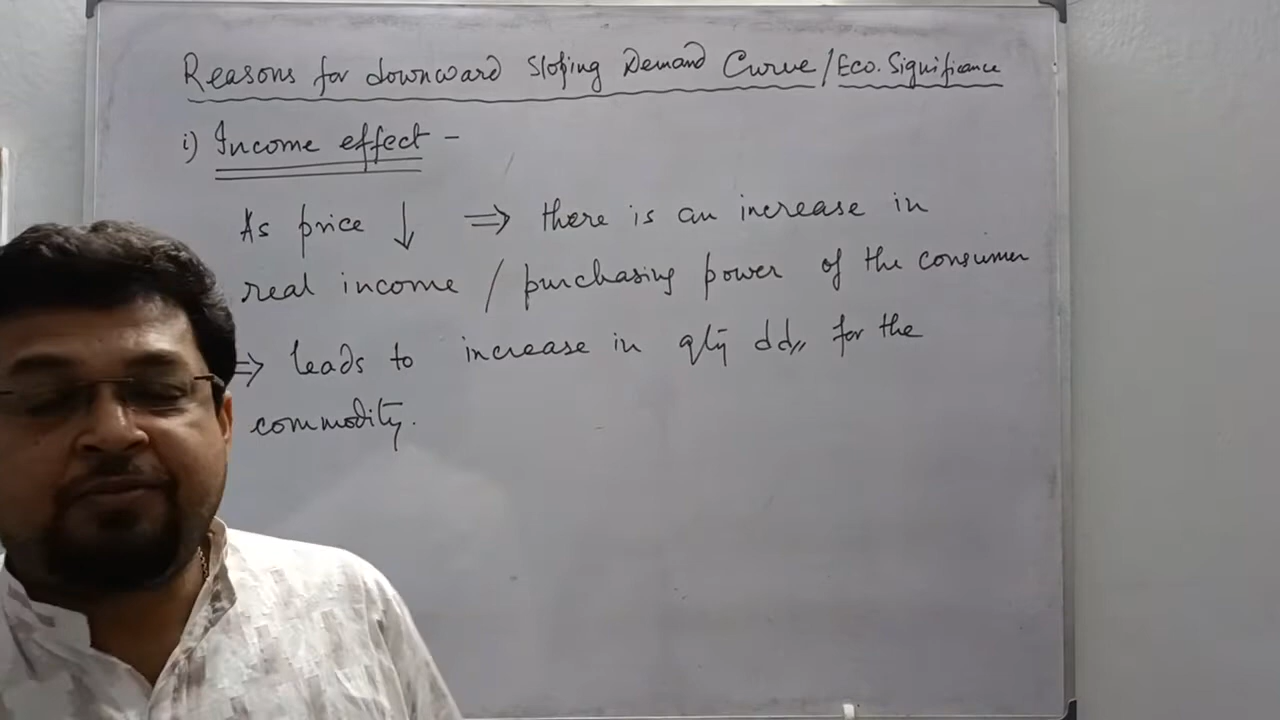 Reasons for downward Sloping Demand Curve / Eco. Significance
i) Income effect -
As price ↓ ⇒ there is an increase in
real income / purchasing power of the consumer
⇒ leads to increase in qty dd,, for the
commodity.